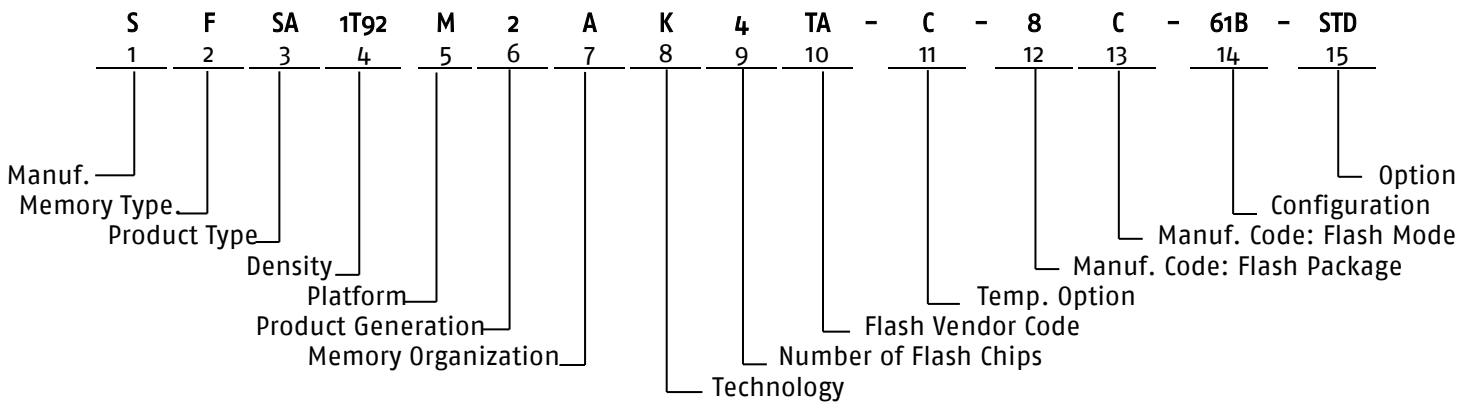 S F SA 1T92 M 2 A K 4 TA - C - 8 C - 61B - STD
1 2 3 4 5 6 7 8 9 10 11 12 13 14 15
Manuf. Option
Memory Type. Configuration
Product Type Manuf. Code: Flash Mode
Density Manuf. Code: Flash Package
Platform Temp. Option
Product Generation Flash Vendor Code
Memory Organization Number of Flash Chips
Technology